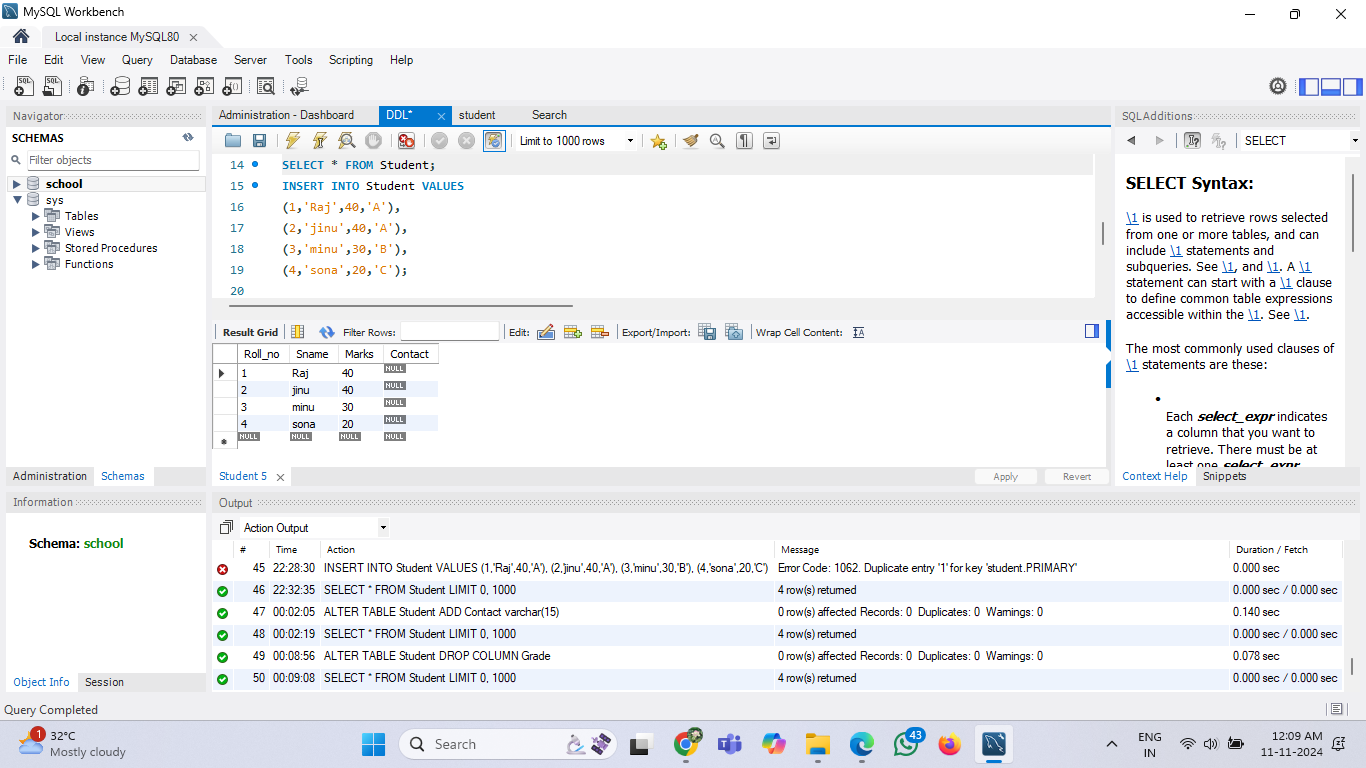 MySQL Workbench
Local instance MySQL80
File Edit View Query Database Server Tools Scripting Help
Navigator
SCHEMAS
Filter objects
school
sys
Tables
Views
Stored Procedures
Functions
Administration Schemas
Information
Schema: school
Object Info Session
Administration - Dashboard DDL* student Search
Limit to 1000 rows
14 SELECT * FROM Student;
15 INSERT INTO Student VALUES
16 (1,'Raj',40,'A'),
17 (2,'jinu',40,'A'),
18 (3,'minu',30,'B'),
19 (4,'sona',20,'C');
20
Result Grid Filter Rows: Edit: Export/Import: Wrap Cell Content: IA
Roll_no Sname Marks Contact
1 Raj 40 NULL
2 jinu 40 NULL
3 minu 30 NULL
4 sona 20 NULL
NULL NULL NULL NULL
Student 5 Apply Revert
SQLAdditions
SELECT
SELECT Syntax:
\1 is used to retrieve rows selected
from one or more tables, and can
include \1 statements and
subqueries. See \1, and \1. A \1
statement can start with a \1 clause
to define common table expressions
accessible within the \1. See \1.
The most commonly used clauses of
\1 statements are these:
Each select_expr indicates
a column that you want to
retrieve. There must be at
least one select_expr
Context Help Snippets
Output
Action Output
# Time Action Message Duration / Fetch
45 22:28:30 INSERT INTO Student VALUES (1,'Raj',40,'A'), (2,'jinu',40,'A'), (3,'minu',30,'B'), (4,'sona',20,'C') Error Code: 1062. Duplicate entry '1' for key 'student.PRIMARY' 0.000 sec
46 22:32:35 SELECT * FROM Student LIMIT 0, 1000 4 row(s) returned 0.000 sec / 0.000 sec
47 00:02:05 ALTER TABLE Student ADD Contact varchar(15) 0 row(s) affected Records: 0 Duplicates: 0 Warnings: 0 0.140 sec
48 00:02:19 SELECT * FROM Student LIMIT 0, 1000 4 row(s) returned 0.000 sec / 0.000 sec
49 00:08:56 ALTER TABLE Student DROP COLUMN Grade 0 row(s) affected Records: 0 Duplicates: 0 Warnings: 0 0.078 sec
50 00:09:08 SELECT * FROM Student LIMIT 0, 1000 4 row(s) returned 0.000 sec / 0.000 sec
Query Completed
1
32°C
Mostly cloudy
Search
43
ENG
IN
12:09 AM
11-11-2024